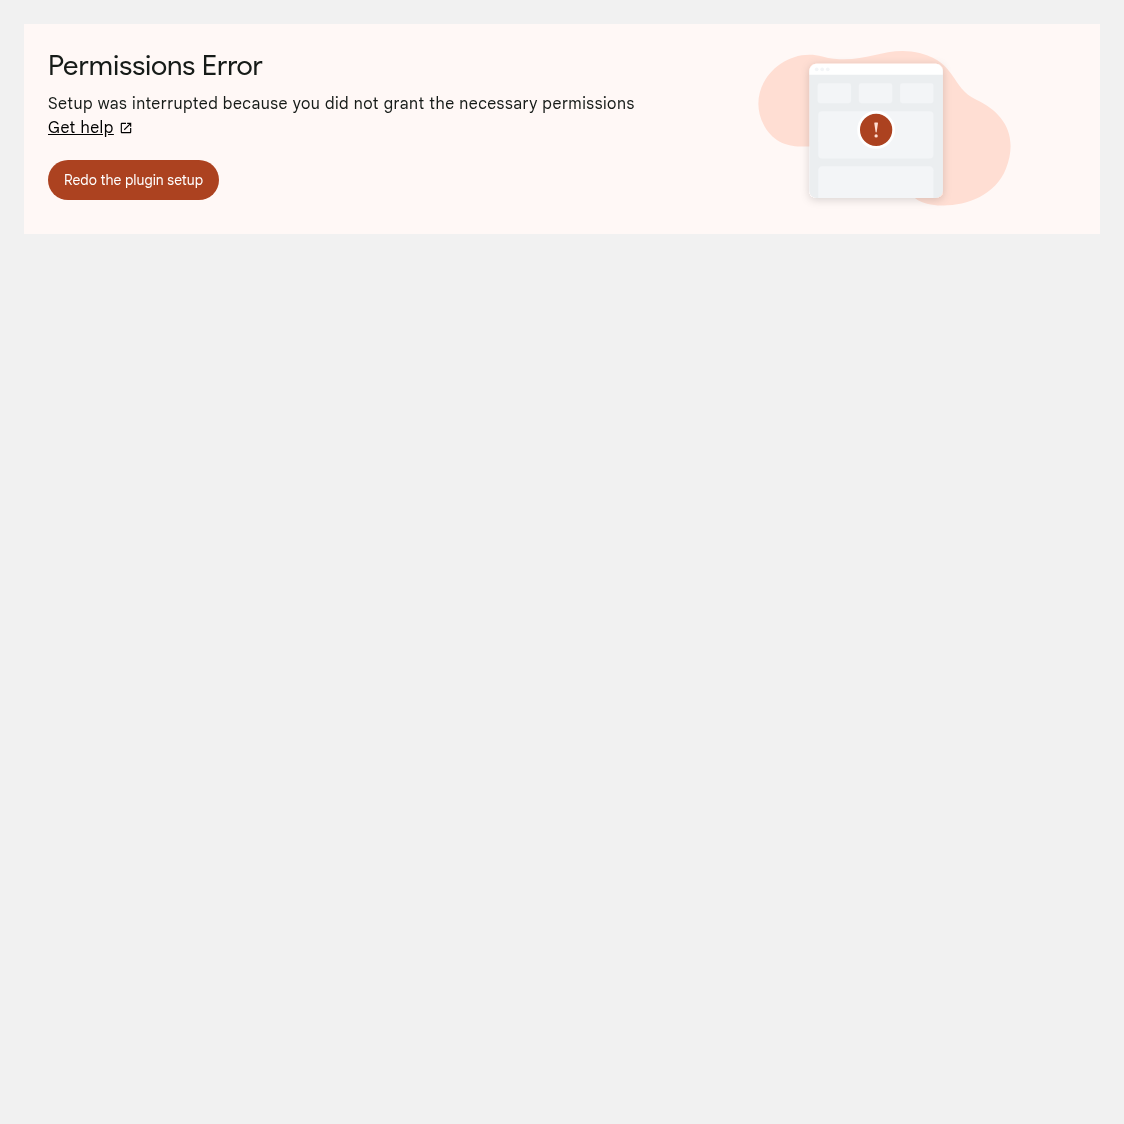 Permissions Error
Setup was interrupted because you did not grant the necessary permissions
Get help
Redo the plugin setup
!